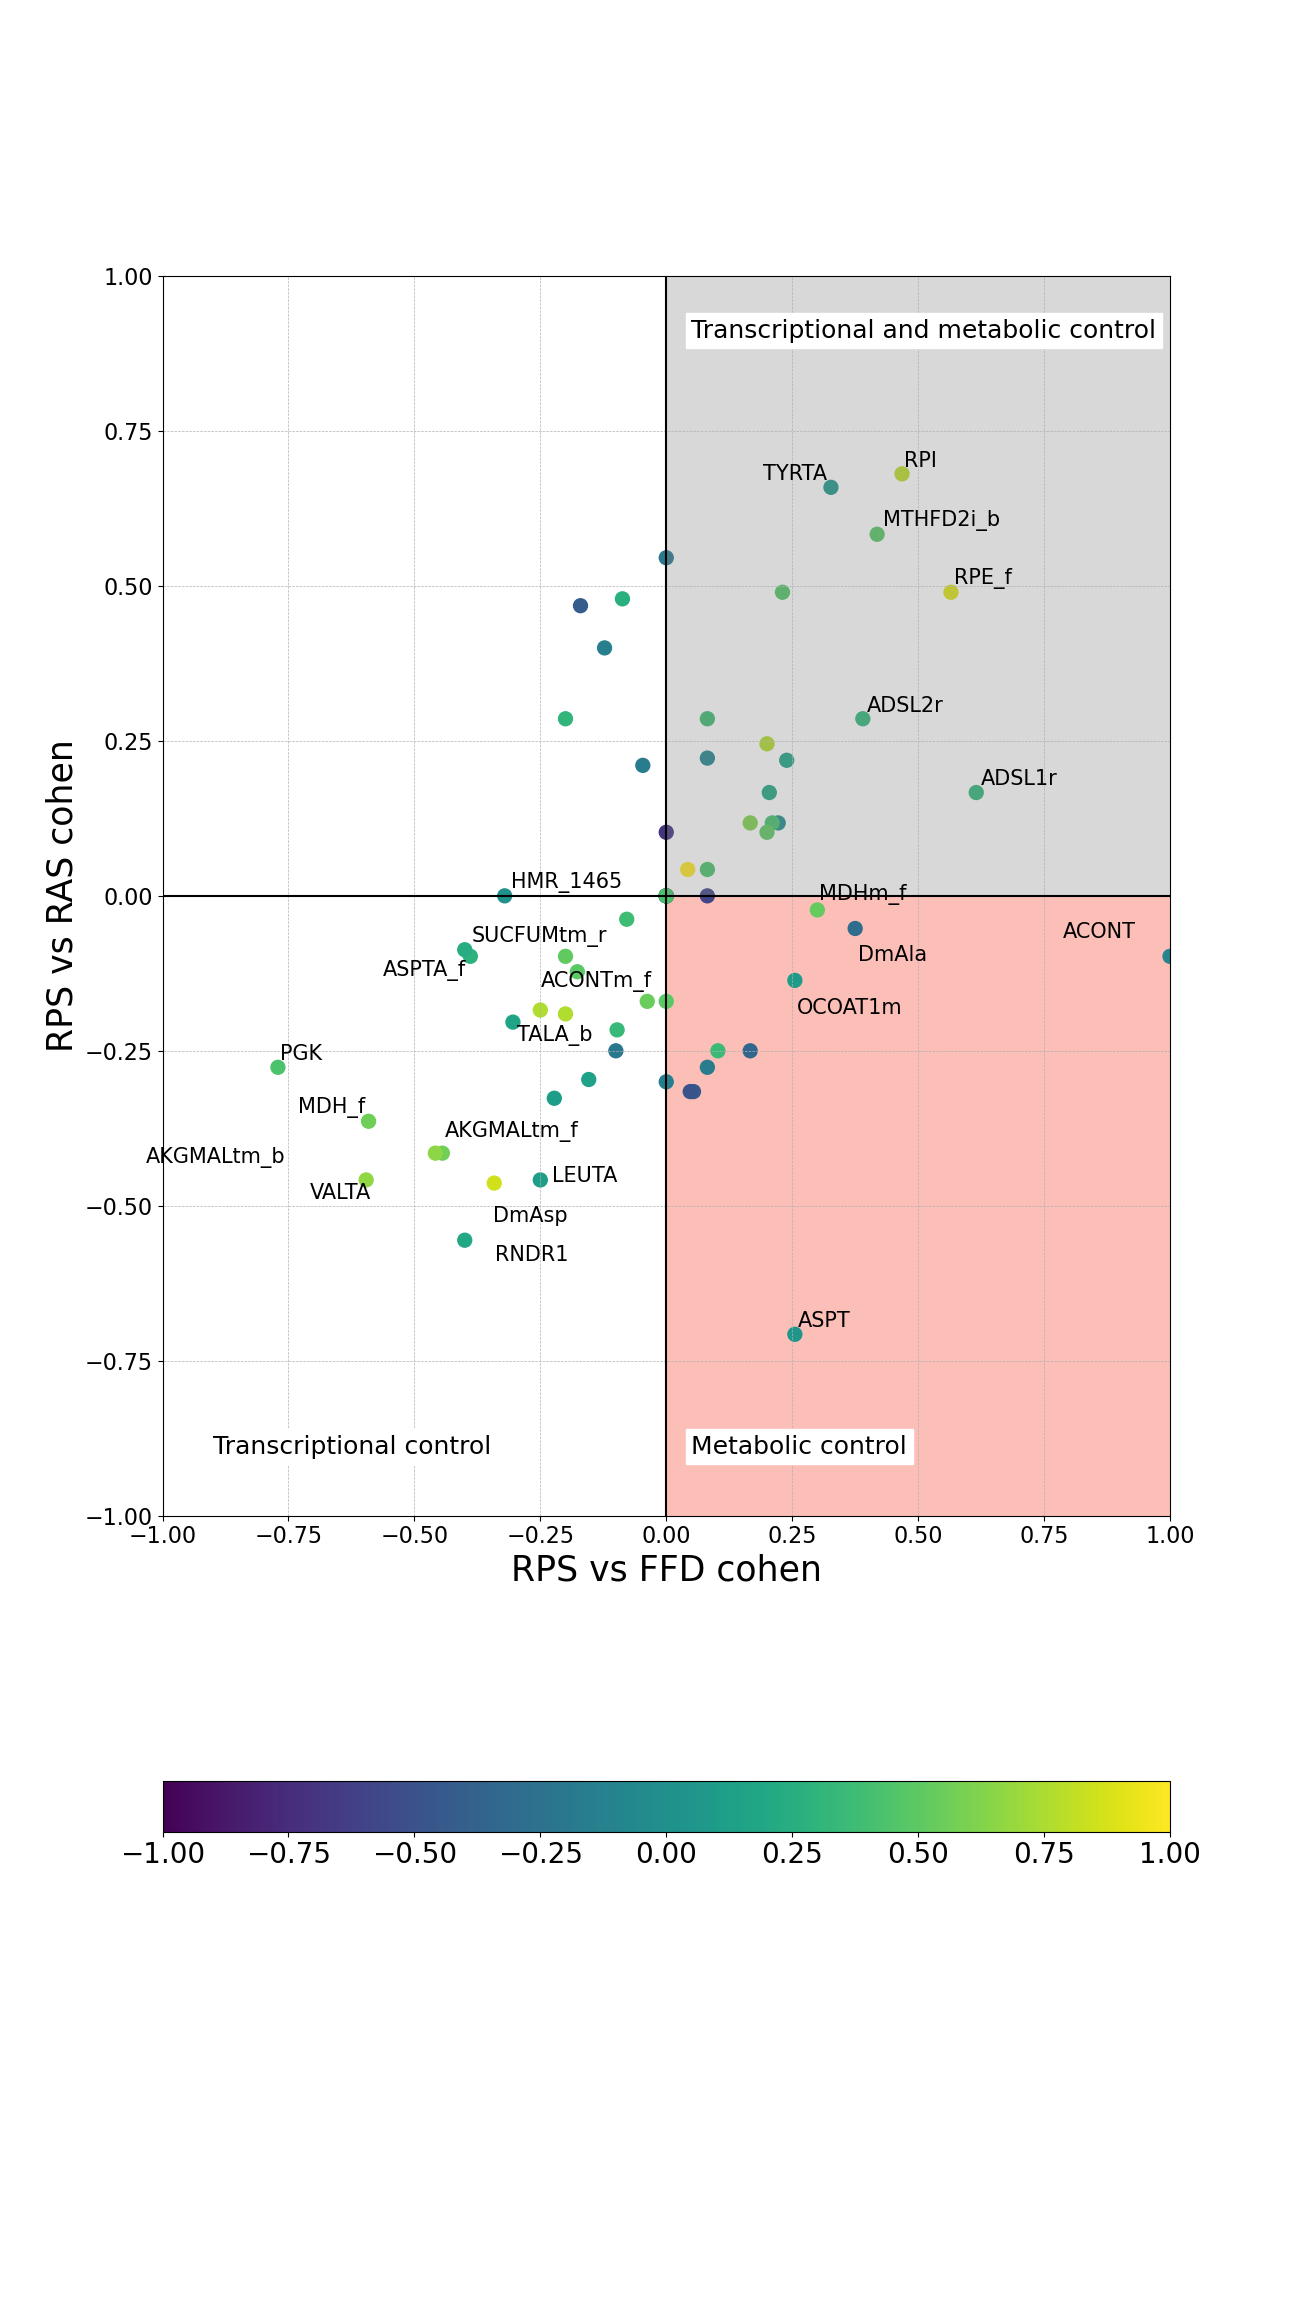 1.00
Transcriptional and metabolic control
0.75
RPI
TYRTA
MTHFD2i_b
0.50
RPE_f
ADSL2r
0.25
ADSL1r
RPS vs RAS cohen
HMR_1465
0.00
MDHm_f
SUCFUMtm_r
ACONT
DmAla
ASPTA_f
ACONTm_f
OCOAT1m
TALA_b
−0.25
PGK
MDH_f
AKGMALtm_f
AKGMALtm_b
LEUTA
VALTA
−0.50
DmAsp
RNDR1
ASPT
−0.75
Transcriptional control
Metabolic control
−1.00
−1.00 −0.75 −0.50 −0.25 0.00 0.25 0.50 0.75 1.00
RPS vs FFD cohen
−1.00 −0.75 −0.50 −0.25 0.00 0.25 0.50 0.75 1.00